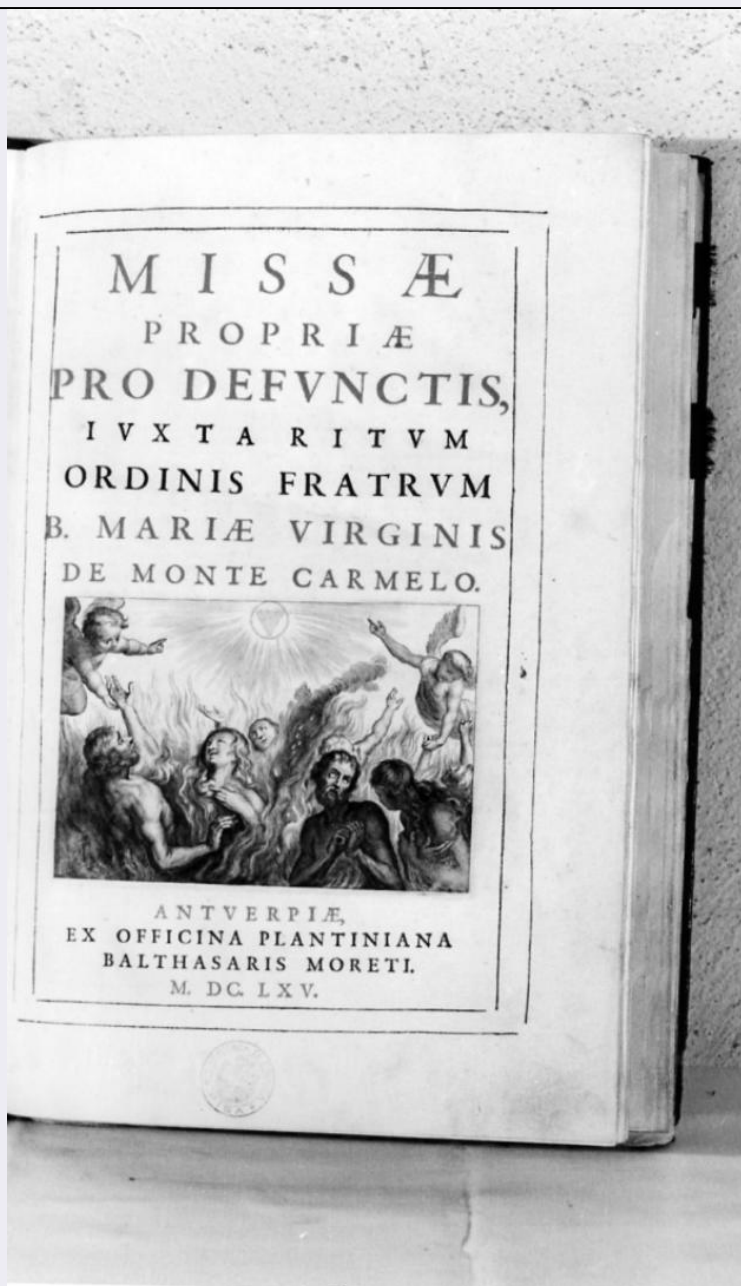 MISSÆ
PROPRIÆ
PRO DEFVNCTIS,
IVXTA RITVM
ORDINIS FRATRVM
B. MARIÆ VIRGINIS
DE MONTE CARMELO.
ANTVERPIÆ,
EX OFFICINA PLANTINIANA
BALTHASARIS MORETI.
M. DC. LXV.